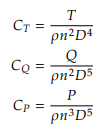 C_T = T / ρn²D⁴
C_Q = Q / ρn²D⁵
C_P = P / ρn³D⁵